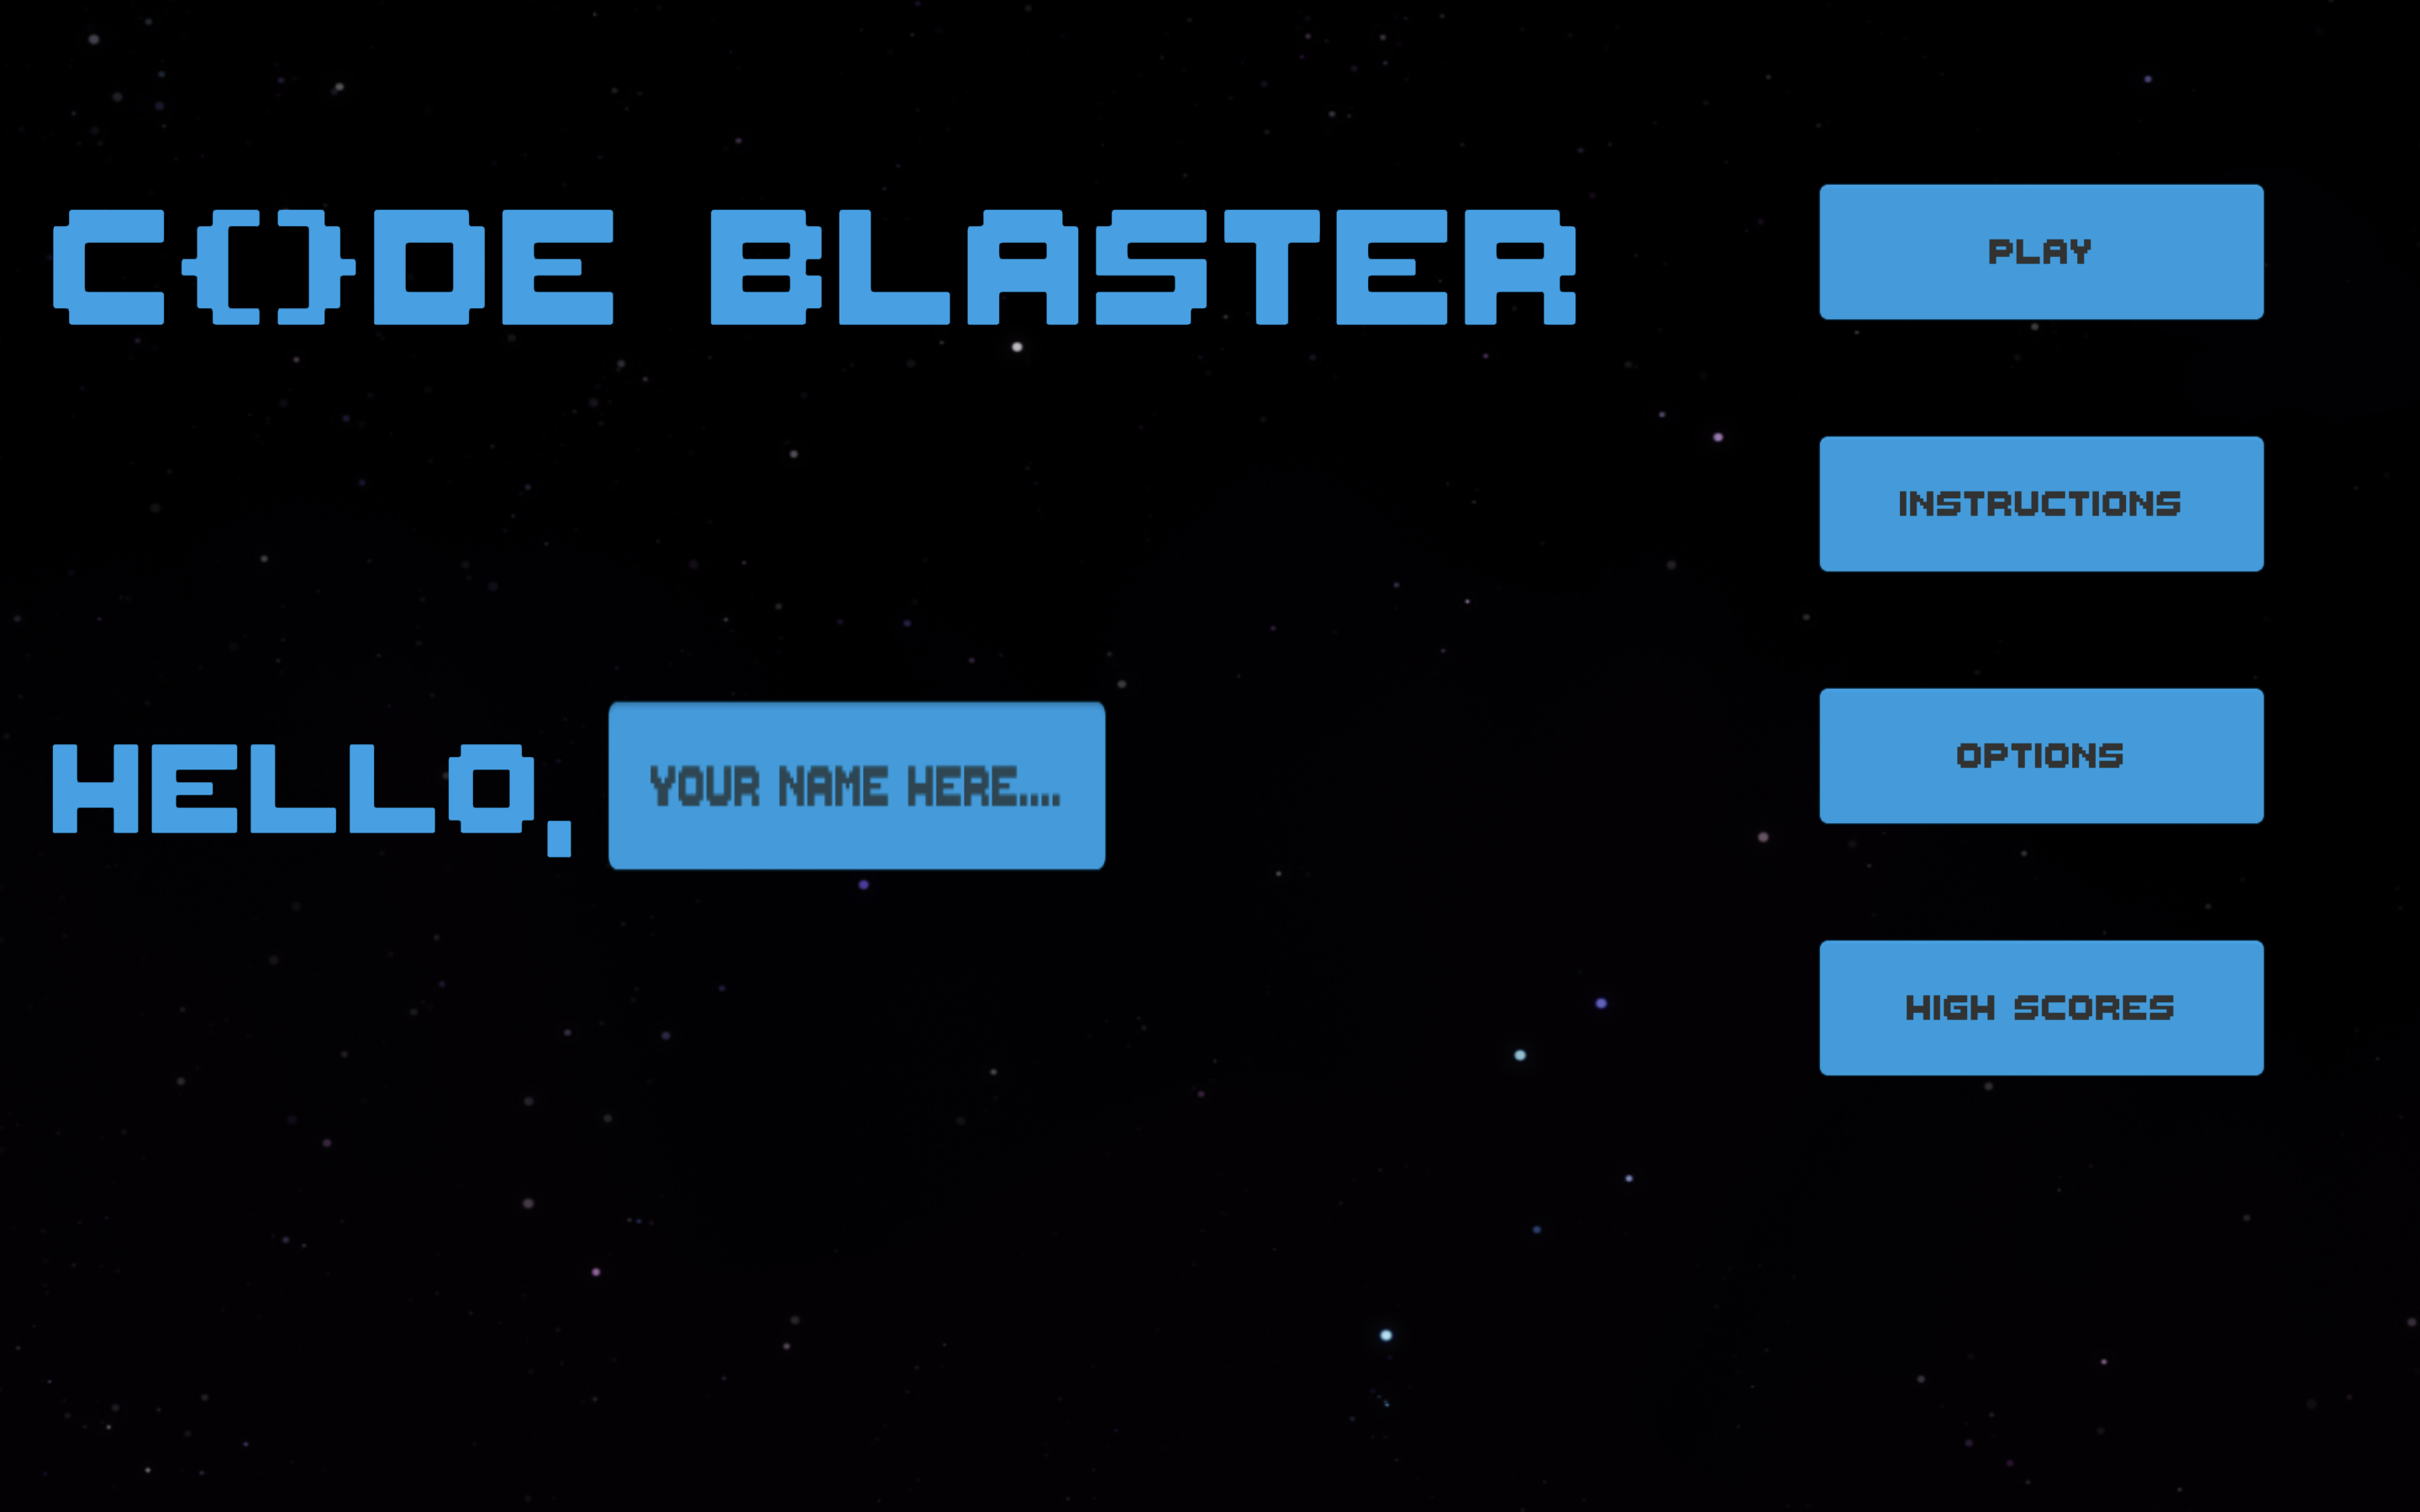 C{}DE BLASTER
PLAY
INSTRUCTIONS
HELLO, YOUR NAME HERE....
OPTIONS
HIGH SCORES